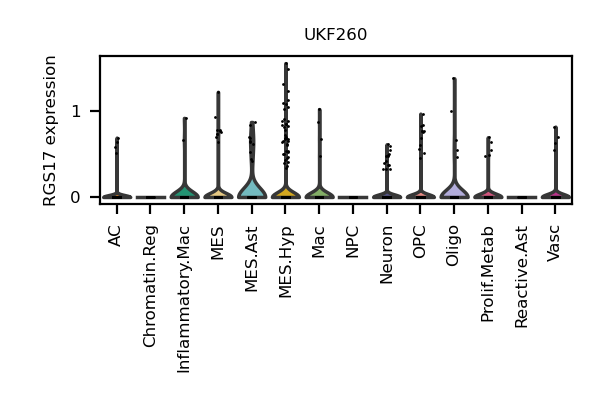 UKF260
RGS17 expression
1
0
AC
Chromatin.Reg
Inflammatory.Mac
MES
MES.Ast
MES.Hyp
Mac
NPC
Neuron
OPC
Oligo
Prolif.Metab
Reactive.Ast
Vasc